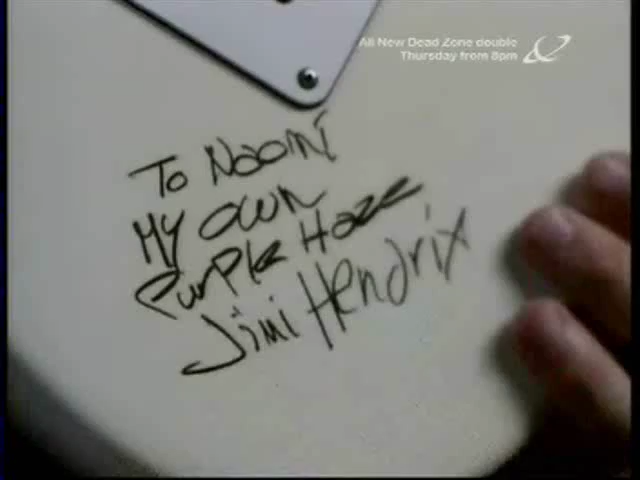 All New Dead Zone double
Thursday from 8pm
To Naomi
My own
Purple Haze
Jimi Hendrix